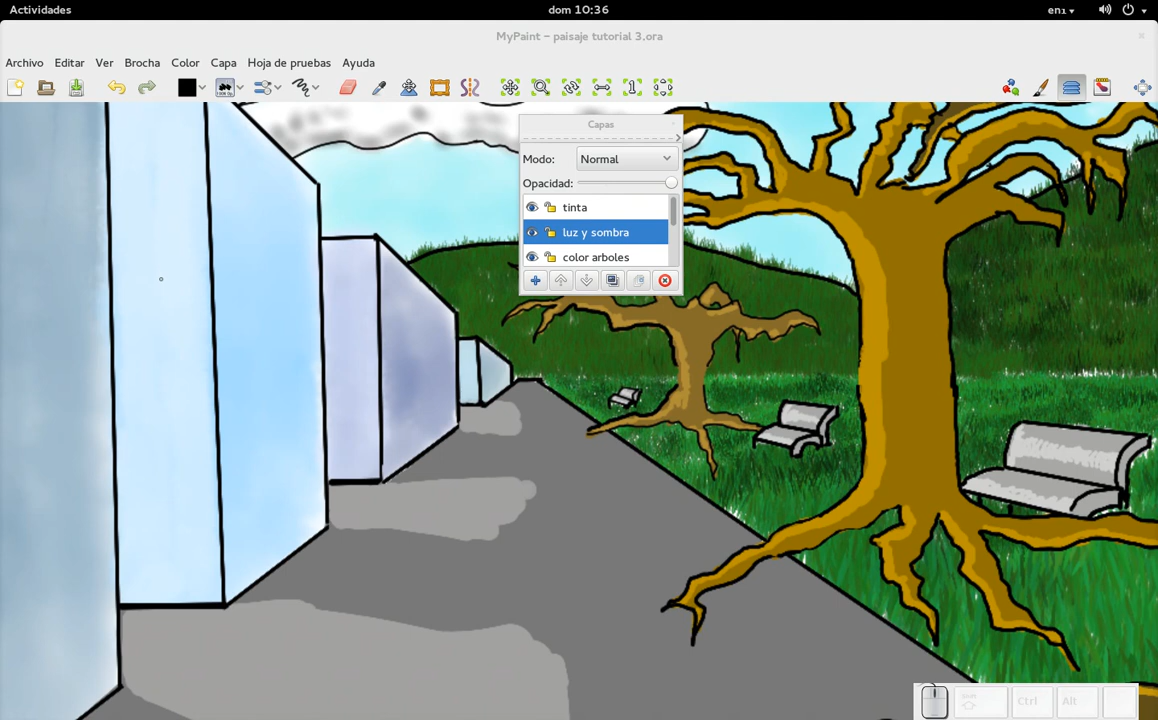 Actividades dom 10:36 en₁
MyPaint - paisaje tutorial 3.ora
Archivo Editar Ver Brocha Color Capa Hoja de pruebas Ayuda
Capas
Modo: Normal
Opacidad:
tinta
luz y sombra
color arboles
Ctrl Alt